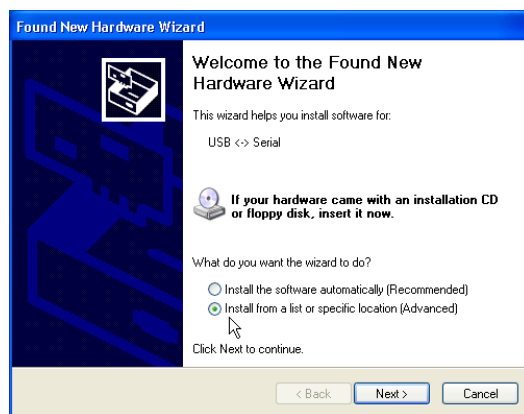 Found New Hardware Wizard
Welcome to the Found New
Hardware Wizard
This wizard helps you install software for:
USB <-> Serial
If your hardware came with an installation CD
or floppy disk, insert it now.
What do you want the wizard to do?
Install the software automatically (Recommended)
Install from a list or specific location (Advanced)
Click Next to continue.
< Back Next > Cancel